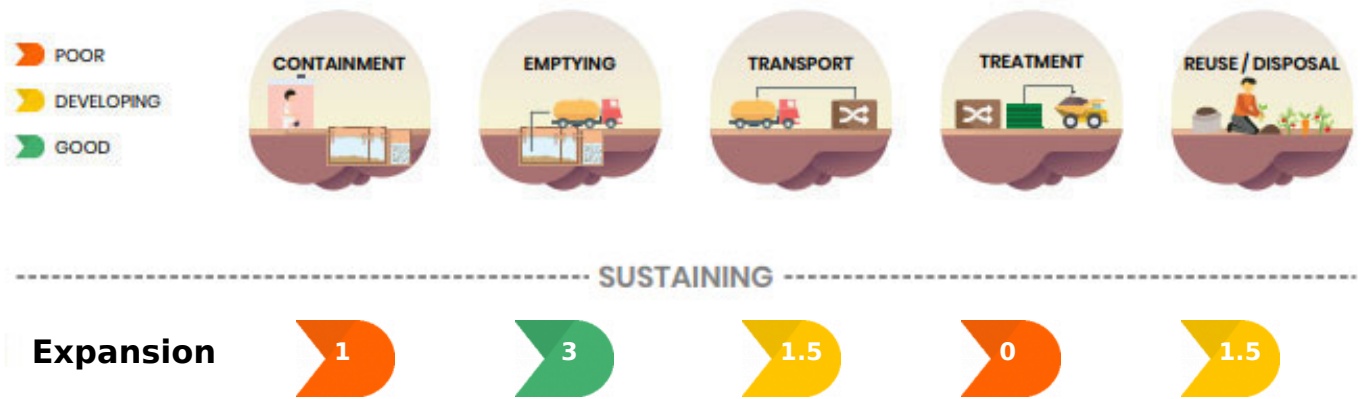 POOR
DEVELOPING
GOOD
CONTAINMENT
EMPTYING
TRANSPORT
TREATMENT
REUSE / DISPOSAL
SUSTAINING
Expansion 1 3 1.5 0 1.5